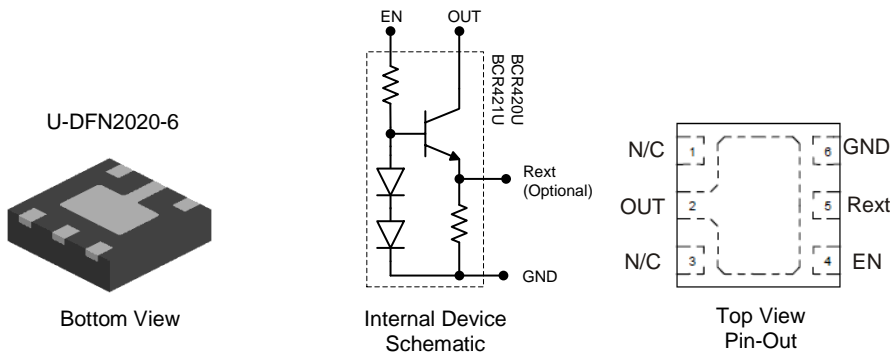 U-DFN2020-6
Bottom View
EN
OUT
BCR420U
BCR421U
Rext
(Optional)
GND
Internal Device
Schematic
N/C
1
6
GND
OUT
2
5
Rext
N/C
3
4
EN
Top View
Pin-Out